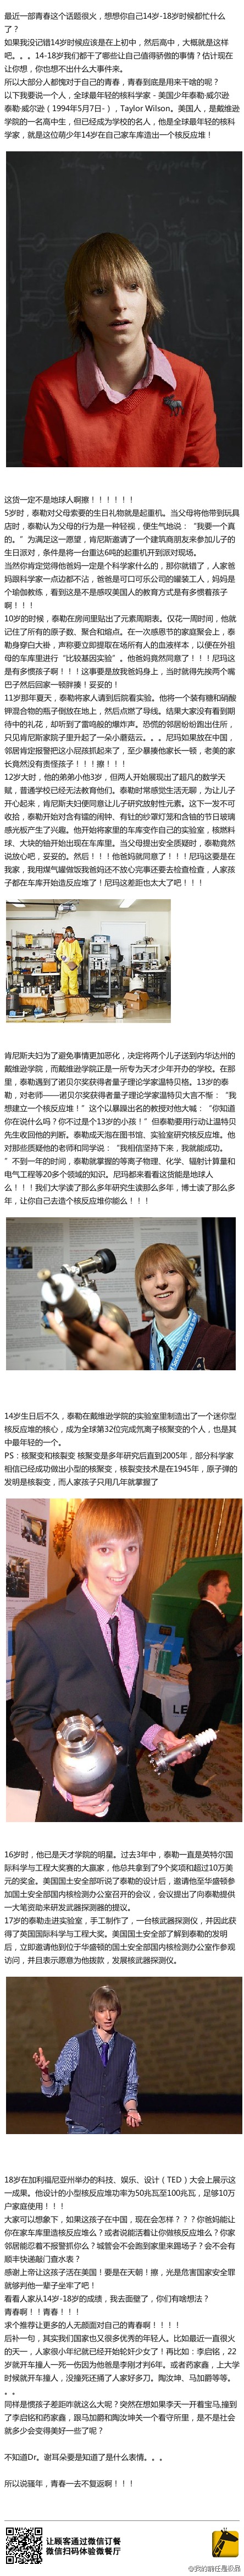 最近一部青春这个话题很火，想想你自己14岁-18岁时候都忙什么了？
如果我没记错14岁时候应该是在上初中，然后高中，大概就是这样吧。。。14-18岁我们都干了哪些让自己值得骄傲的事情？估计现在让你想，你也想不出什么大事件来。
所以大部分人都愧对于自己的青春，青春到底是用来干啥的呢？
以下我要说一个人，全球最年轻的核科学家 - 美国少年泰勒·威尔逊
泰勒·威尔逊（1994年5月7日-），Taylor Wilson。美国人，是戴维逊学院的一名高中生，但已经成为学校的名人，他是全球最年轻的核科学家，就是这位萌少年14岁在自己家车库造出一个核反应堆！
这货一定不是地球人啊擦！！！！！！
5岁时，泰勒对父母索要的生日礼物就是起重机。当父母将他带到玩具店时，泰勒认为父母的行为是一种轻视，便生气地说：“我要一个真的。”为满足这一愿望，肯尼斯邀请了一个建筑商朋友来参加儿子的生日派对，条件是将一台重达6吨的起重机开到派对现场。
当然你肯定觉得他爸妈一定是个科学家什么的，那你就错了，人家爸妈跟科学家一点边都不沾，爸爸是可口可乐公司的罐装工人，妈妈是个瑜伽教练，看到这是不是感叹美国人的教育方式是有多惯着孩子啊！！！
10岁的时候，泰勒在房间里贴出了元素周期表。仅花一周时间，他就记住了所有的原子数、聚合和熔点。在一次感恩节的家庭聚会上，泰勒身穿白大褂，声称要立即提取在场所有人的血液样本，以便在外祖母的车库里进行“比较基因实验”。他爸妈竟然同意了！！！尼玛这是有多惯孩子啊！！！这事要是放我爸妈身上，当时就得先挨两个嘴巴子然后回家一顿胖揍！妥妥的！
11岁那年夏天，泰勒将家人请到后院看实验。他将一个装有糖和硝酸钾混合物的瓶子倒放在地上，然后点燃了导线。结果大家没有看到期待中的礼花，却听到了雷鸣般的爆炸声。恐慌的邻居纷纷跑出住所，只见肯尼斯家院子里升起了一朵小蘑菇云。。。尼玛如果放在中国，邻居肯定报警把这小屁孩抓起来了，至少暴揍他家长一顿，老美的家长竟然没有责怪孩子！！！擦！！！
12岁大时，他的弟弟小他3岁，但两人开始展现出了超凡的数学天赋，普通学校已经无法教育他们。泰勒时常感觉生活无聊，为让儿子开心起来，肯尼斯夫妇便同意让儿子研究放射性元素。这下一发不可收拾，泰勒开始对含有镭的闹钟、有钍的纱罩灯笼和含铀的节日玻璃感光板产生了兴趣。他开始将家里的车库变作自己的实验室，核燃料球、大块的铀开始出现在车库里。当父母提出安全质疑时，泰勒竟然说放心吧，妥妥的。然后！！！他爸妈就同意了！！！尼玛这要是在我家，我用煤气罐做饭我爸妈还不放心完事还要去检查检查，人家孩子都在车库开始造反应堆了！尼玛这差距也太大了吧！！！
肯尼斯夫妇为了避免事情更加恶化，决定将两个儿子送到内华达州的戴维逊学院，而戴维逊学院正是一所专为天才少年开办的学校。在那里，泰勒遇到了诺贝尔奖获得者量子理论学家温特贝格。13岁的泰勒，对老师——诺贝尔奖获得者量子理论学家温特贝大言不惭：“我想建立一个核反应堆！”这个以暴躁出名的教授对他大喊：“你知道你在说什么吗？你不过是个13岁的小孩！”但泰勒要用行动让温特贝先生收回他的判断。泰勒成天泡在图书馆、实验室研究核反应堆。他对那些质疑他的老师和同学说：“我相信坚持下来，我就能成功。”不到一年的时间，泰勒就掌握的等离子物理、化学、辐射计算量和电气工程等20多个领域的知识。尼玛都来看看这货能是地球人么！！！我们大学读了那么多年研究生读那么多年，博士读了那么多年，让你自己去造个核反应堆你能么！！！
14岁生日后不久，泰勒在戴维逊学院的实验室里制造出了一个迷你型核反应堆的核心，成为全球第32位完成氘离子核聚变的个人，也是其中最年轻的一个。
PS：核聚变和核裂变 核聚变是多年研究后直到2005年，部分科学家相信已经成功做出小型的核聚变，核裂变技术是在1945年，原子弹的发明是核裂变，而人家孩子只用几年就掌握了
16岁时，他已是天才学院的明星。过去3年中，泰勒一直是英特尔国际科学与工程大奖赛的大赢家，他总共拿到了9个奖项和超过10万美元的奖金。美国国土安全部听说了泰勒的设计后，邀请他至华盛顿参加国土安全部国内核检测办公室召开的会议，会议提出了向泰勒提供一大笔资助来研发武器探测器的提议。
17岁的泰勒走进实验室，手工制作了，一台核武器探测仪，并因此获得了英国国际科学与工程大奖。美国国土安全部了解到泰勒的发明后，立即邀请他到位于华盛顿的国土安全部国内核检测办公室作参观访问，并且表示愿意为他拨款，发展核武器探测仪。
18岁在加利福尼亚州举办的科技、娱乐、设计（TED）大会上展示这一成果。他设计的小型核反应堆功率为50兆瓦至100兆瓦，足够10万户家庭使用！！！
大家可以想象下，如果这孩子在中国，现在会怎样？？？你爸妈能让你在家车库里造核反应堆么？或者说能活着让你做核反应堆么？你家邻居能忍着不报警抓你么？城管会不会跑到家里来踢场子？会不会有顺丰快递敲门查水表？
感谢上帝让这孩子活在美国！要是在天朝！擦，光是危害国家安全罪就够判他一辈子坐牢了吧！
看看人家从14岁-18岁的成绩，我去面壁了，你们有啥想法？
青春啊！！青春！！！
求个推荐让更多的人无颜面对自己的青春啊！！！！
后补一句，其实我们国家也又很多优秀的年轻人。比如最近一直很火的天一，人家很小年纪就已经开始轮奸少女了！再比如：李启铭，22岁就开车撞人一死一伤因为他爸是李刚才判6年。或者药家鑫，上大学时候就开车撞人，没撞死还捅了人家好多刀。陶汝坤、马加爵等等。。。
同样是惯孩子差距咋就这么大呢？突然在想如果李天一开着宝马,撞到了李启铭和药家鑫，跟马加爵和陶汝坤关一个看守所里，是不是社会就多少会变得美好一些了呢？
不知道Dr。谢耳朵要是知道了是什么表情。。。
所以说骚年，青春一去不复返啊！！！
让顾客通过微信订餐
微信扫码体验微餐厅
@我的前任是极品